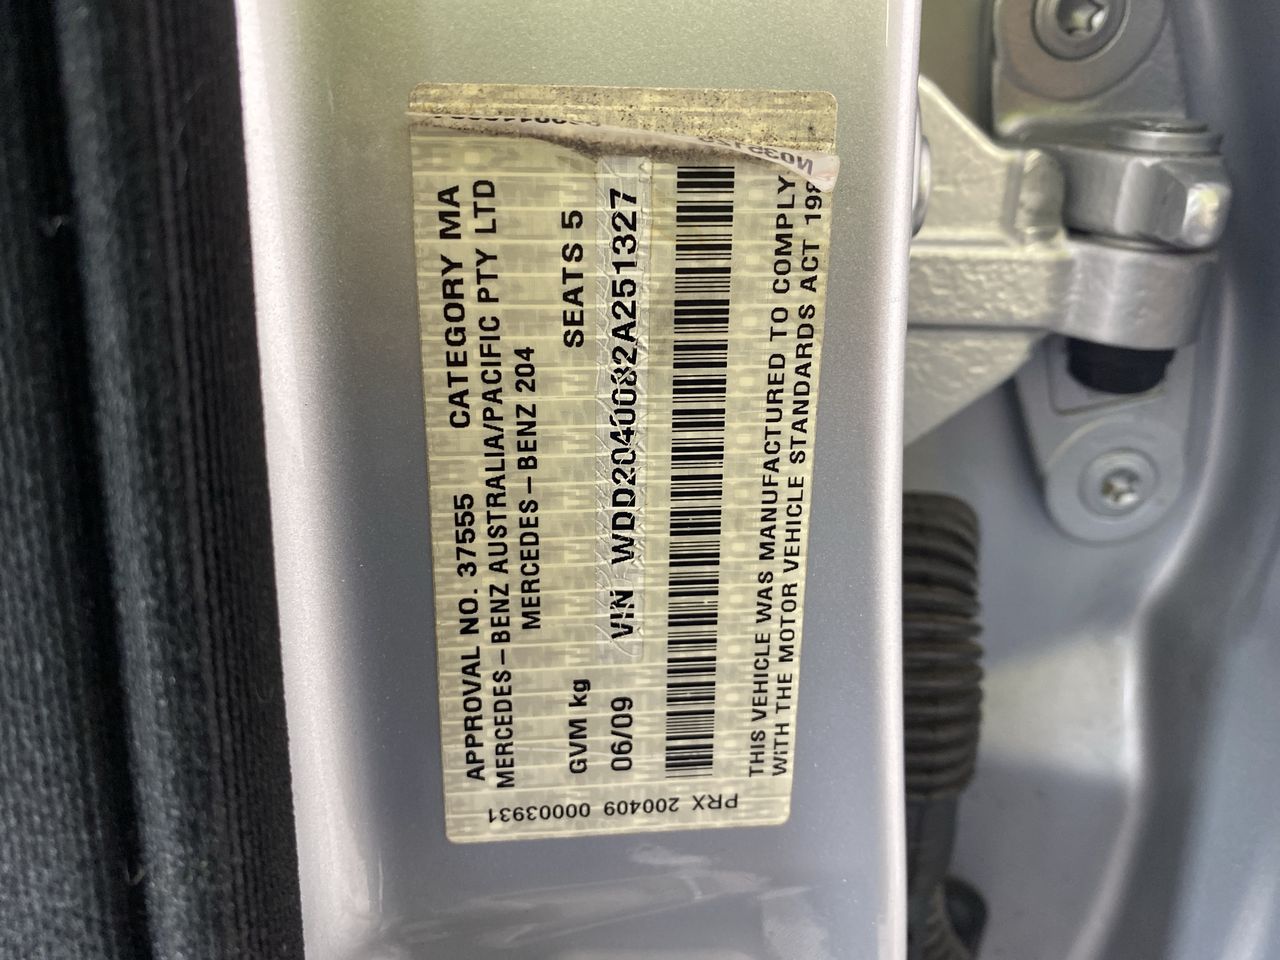 APPROVAL NO. 37555 CATEGORY MA
MERCEDES-BENZ AUSTRALIA/PACIFIC PTY LTD
MERCEDES-BENZ 204
GVM kg SEATS 5
06/09 VIN WDD2040082A251327
THIS VEHICLE WAS MANUFACTURED TO COMPLY
WITH THE MOTOR VEHICLE STANDARDS ACT 198
PRX 200409 00003931